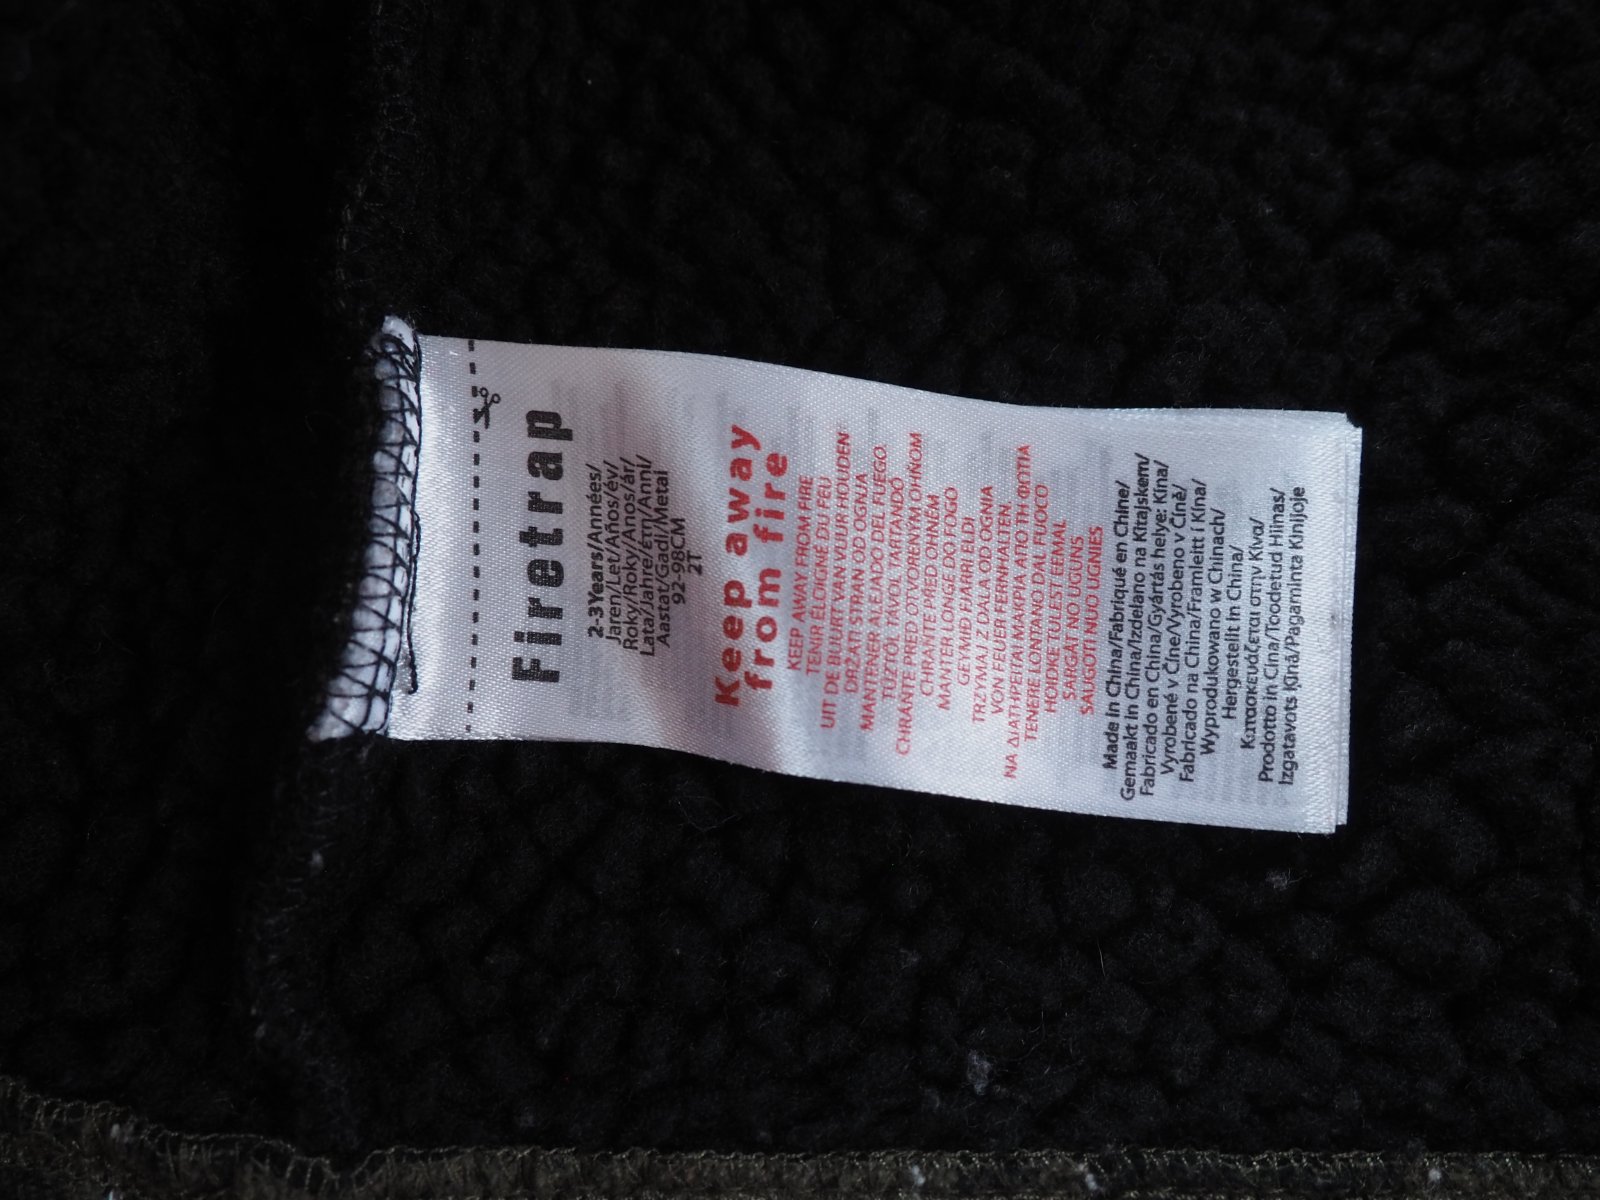 Firetrap
2-3Years/Années/
Jaren/Let/Años/év/
Roky/Roky/Anos/ár/
Lata/Jahre/έτη/Anni/
Aastat/Gadi/Metai
92-98CM
2T
Keep away
from fire
KEEP AWAY FROM FIRE
TENIR ÉLOIGNÉ DU FEU
UIT DE BUURT VAN VUUR HOUDEN
DRŽATI STRAN OD OGNJA
MANTENER ALEJADO DEL FUEGO
TŰZTŐL TÁVOL TARTANDÓ
CHRÁNTE PRED OTVORENÝM OHŇOM
CHRAŇTE PŘED OHNĚM
MANTER LONGE DO FOGO
GEYMIÐ FJARRI ELDI
TRZYMAJ Z DALA OD OGNIA
VON FEUER FERNHALTEN
ΝΑ ΔΙΑΤΗΡΕΙΤΑΙ ΜΑΚΡΙΑ ΑΠΟ ΤΗ ΦΩΤΙΑ
TENERE LONTANO DAL FUOCO
HOIDKE TULEST EEMAL
SARGĀT NO UGUNS
SAUGOTI NUO UGNIES
Made in China/Fabriqué en Chine/
Gemaakt in China/Izdelano na Kitajskem/
Fabricado en China/Gyártás helye: Kína/
Vyrobené v Číne/Vyrobeno v Číně/
Fabricado na China/Framleitt í Kína/
Wyprodukowano w Chinach/
Hergestellt in China/
Κατασκευάζεται στην Κίνα/
Prodotto in Cina/Toodetud Hiinas/
Izgatavots Ķīnā/Pagaminta Kinijoje